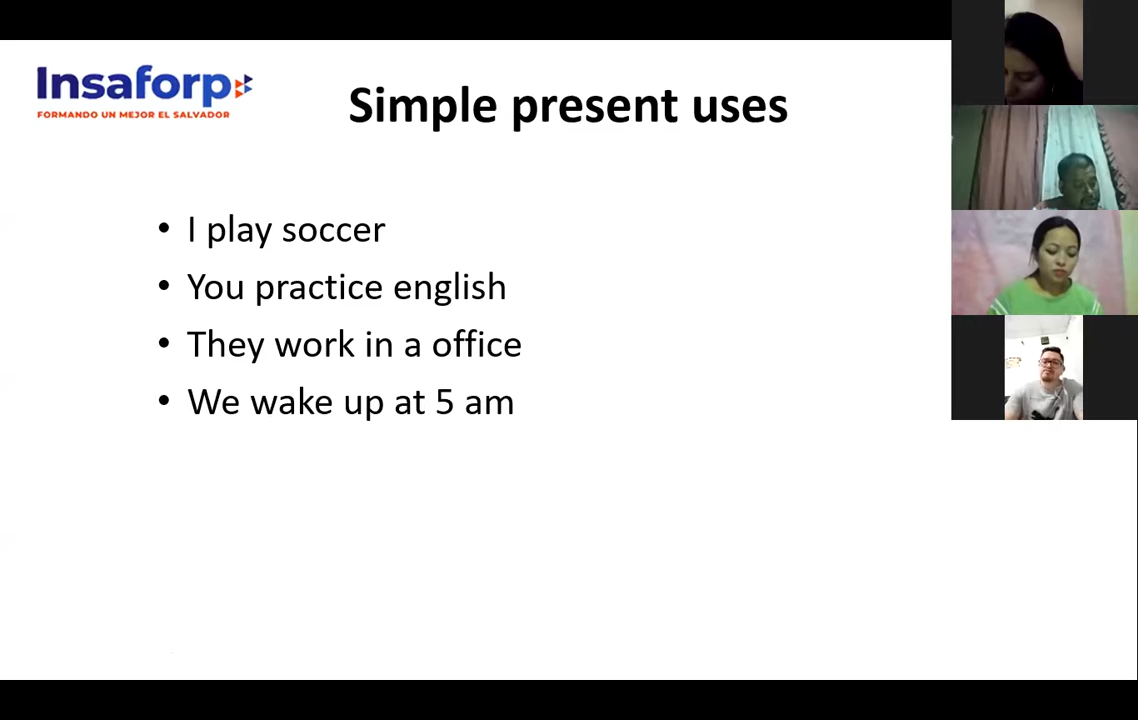 Insaforp
FORMANDO UN MEJOR EL SALVADOR
Simple present uses
• I play soccer
• You practice english
• They work in a office
• We wake up at 5 am